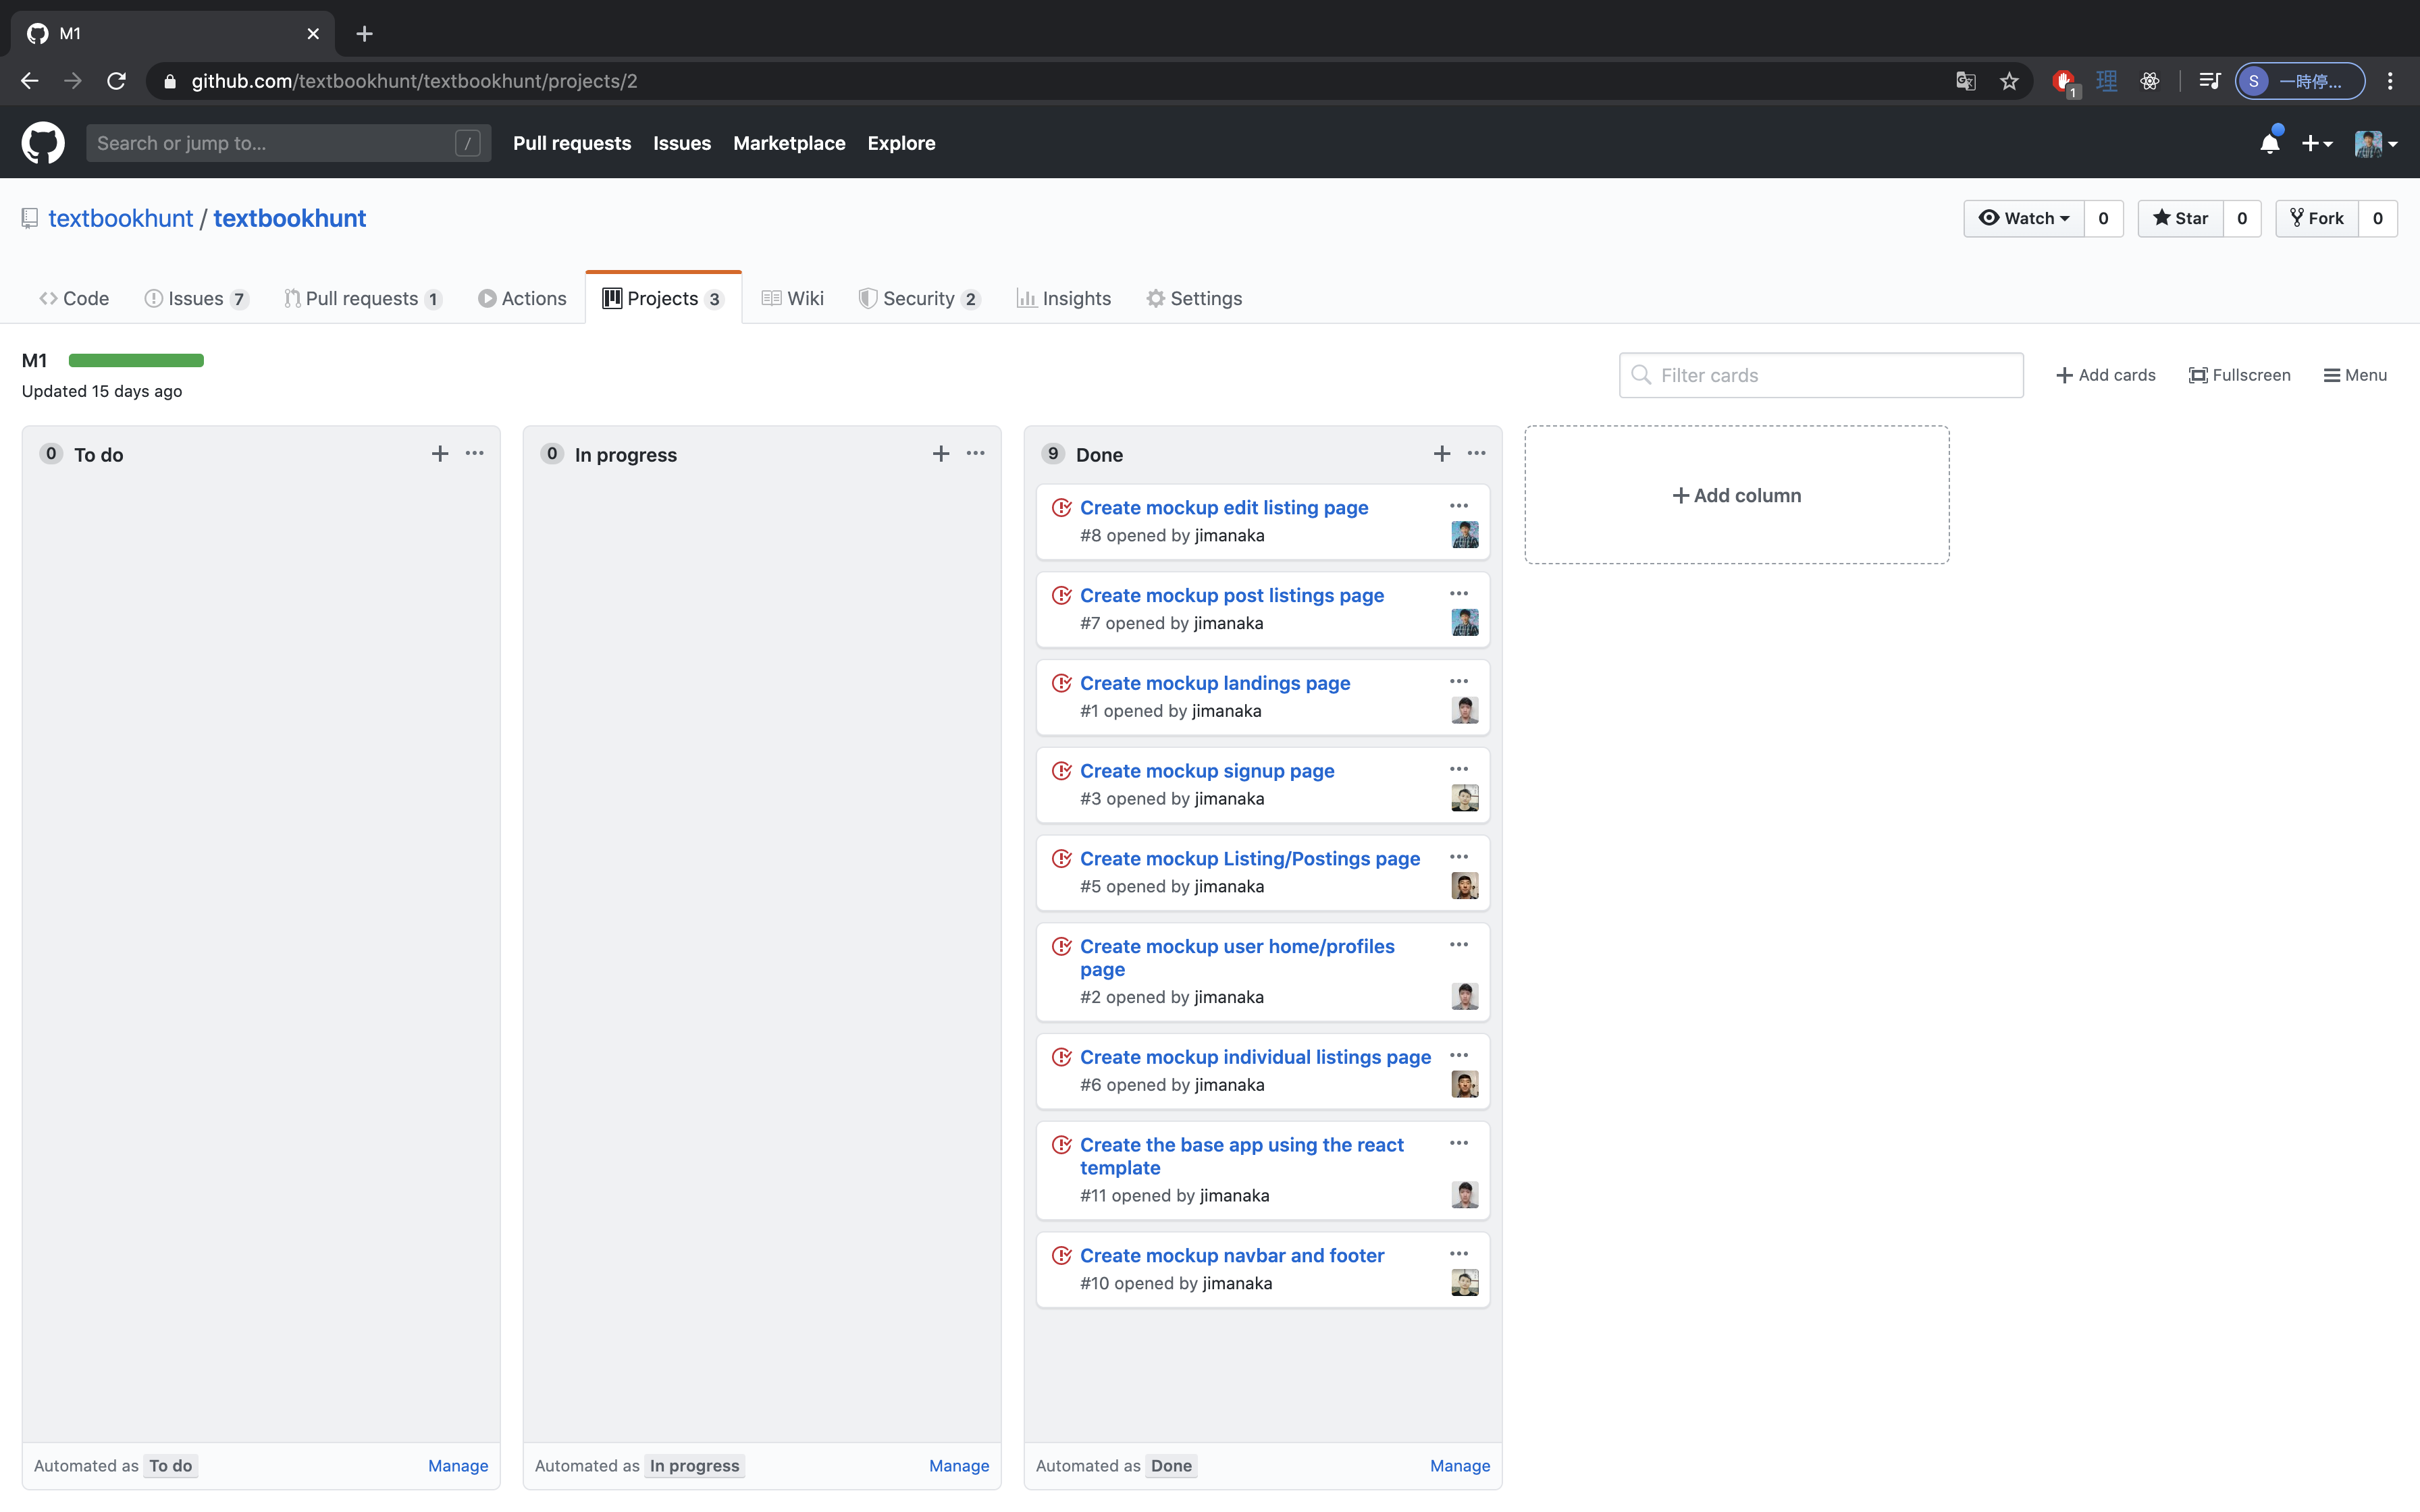 M1
github.com/textbookhunt/textbookhunt/projects/2
1
理
S 一時停...
Search or jump to... /
Pull requests Issues Marketplace Explore
textbookhunt / textbookhunt
Watch 0 Star 0 Fork 0
Code Issues 7 Pull requests 1 Actions Projects 3 Wiki Security 2 Insights Settings
M1
Updated 15 days ago
Filter cards
Add cards Fullscreen Menu
0 To do
Automated as To do Manage
0 In progress
Automated as In progress Manage
9 Done
Create mockup edit listing page
#8 opened by jimanaka
Create mockup post listings page
#7 opened by jimanaka
Create mockup landings page
#1 opened by jimanaka
Create mockup signup page
#3 opened by jimanaka
Create mockup Listing/Postings page
#5 opened by jimanaka
Create mockup user home/profiles
page
#2 opened by jimanaka
Create mockup individual listings page
#6 opened by jimanaka
Create the base app using the react
template
#11 opened by jimanaka
Create mockup navbar and footer
#10 opened by jimanaka
Automated as Done Manage
Add column